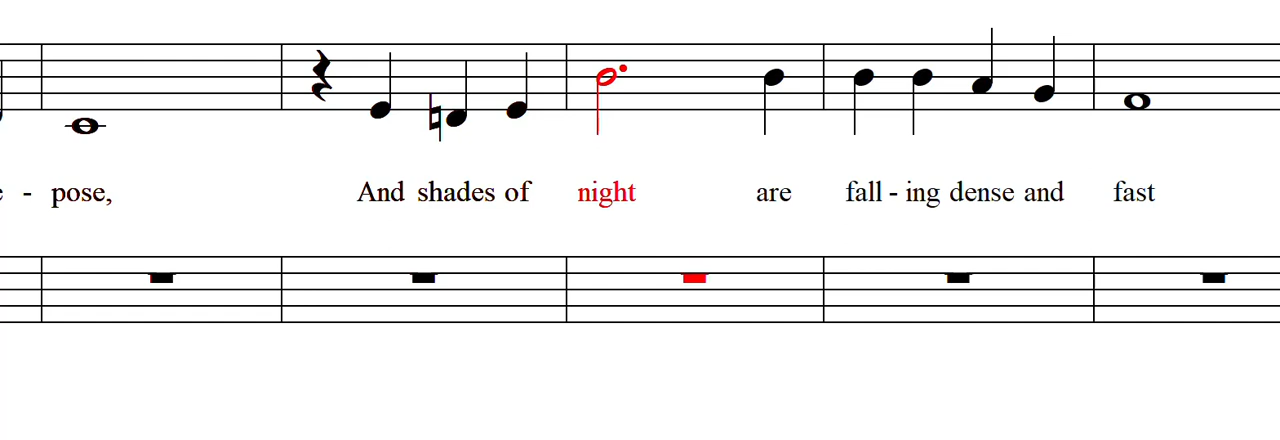 e - pose, And shades of night are fall - ing dense and fast